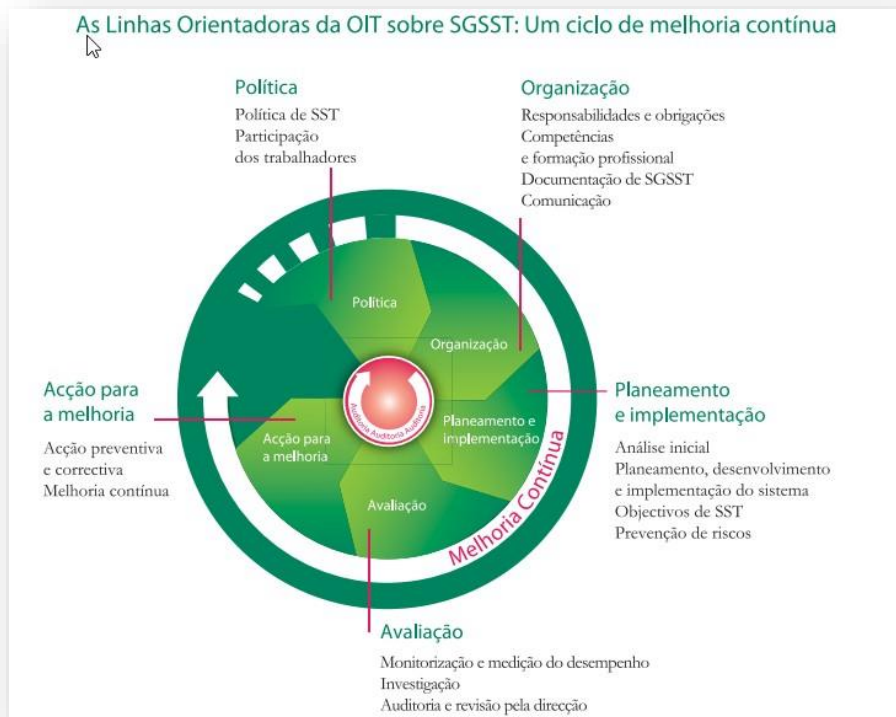 As Linhas Orientadoras da OIT sobre SGSST: Um ciclo de melhoria contínua
Política
Política de SST
Participação
dos trabalhadores
Organização
Responsabilidades e obrigações
Competências
e formação profissional
Documentação de SGSST
Comunicação
Política
Organização
Planeamento e
implementação
Avaliação
Acção para
a melhoria
Auditoria Auditoria Auditoria
Melhoria Contínua
Acção para
a melhoria
Acção preventiva
e correctiva
Melhoria contínua
Planeamento
e implementação
Análise inicial
Planeamento, desenvolvimento
e implementação do sistema
Objectivos de SST
Prevenção de riscos
Avaliação
Monitorização e medição do desempenho
Investigação
Auditoria e revisão pela direcção